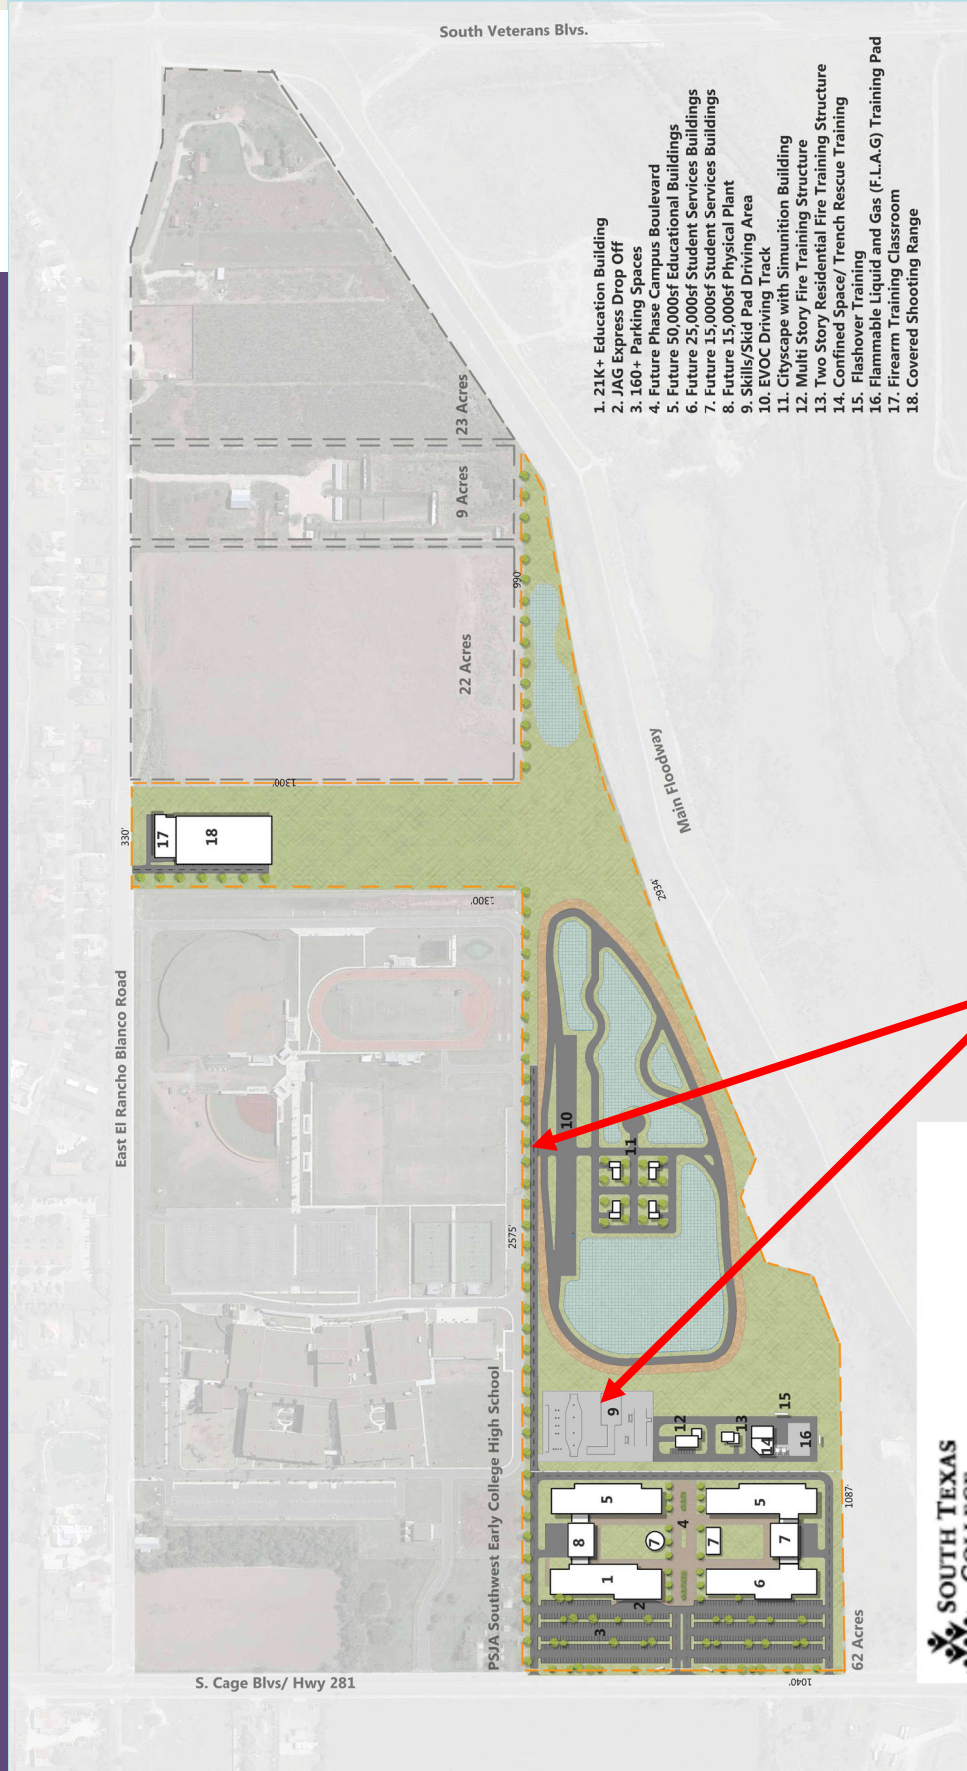 South Veterans Blvs.
1. 21K+ Education Building
2. JAG Express Drop Off
3. 160+ Parking Spaces
4. Future Phase Campus Boulevard
5. Future 50,000sf Educational Buildings
6. Future 25,000sf Student Services Buildings
7. Future 15,000sf Student Services Buildings
8. Future 15,000sf Physical Plant
9. Skills/Skid Pad Driving Area
10. EVOC Driving Track
11. Cityscape with Simunition Building
12. Multi Story Fire Training Structure
13. Two Story Residential Fire Training Structure
14. Confined Space/ Trench Rescue Training
15. Flashover Training
16. Flammable Liquid and Gas (F.L.A.G) Training Pad
17. Firearm Training Classroom
18. Covered Shooting Range
23 Acres
9 Acres
22 Acres
990'
1300'
330'
17
18
1300'
Main Floodway
2934'
East El Rancho Blanco Road
10
11
2575'
PSJA Southwest Early College High School
9
12
13
14
15
16
5
5
4
8
7
7
7
1
6
2
3
1087'
1040'
62 Acres
S. Cage Blvs/ Hwy 281
SOUTH TEXAS
COLLEGE